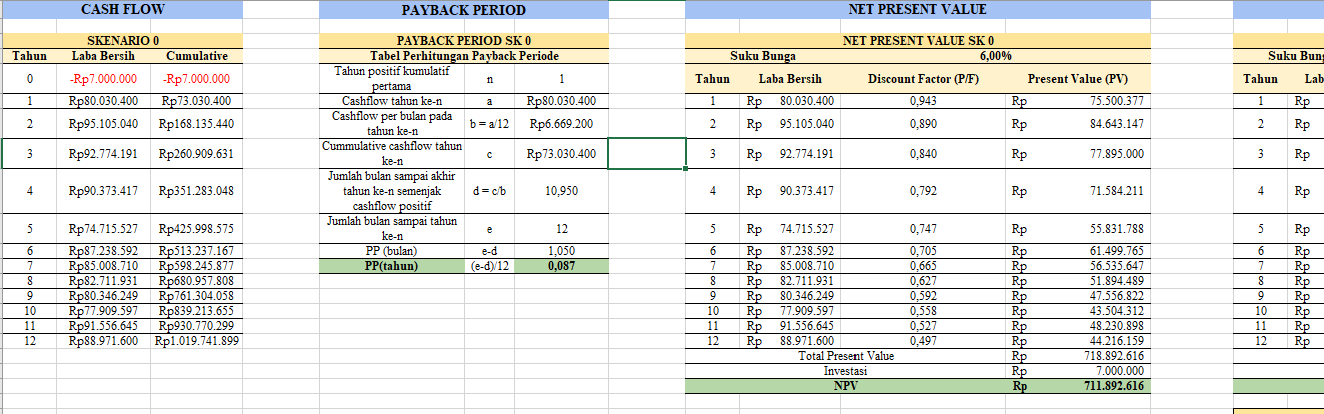 CASH FLOW
SKENARIO 0
Tahun Laba Bersih Cumulative
0 -Rp7.000.000 -Rp7.000.000
1 Rp80.030.400 Rp73.030.400
2 Rp95.105.040 Rp168.135.440
3 Rp92.774.191 Rp260.909.631
4 Rp90.373.417 Rp351.283.048
5 Rp74.715.527 Rp425.998.575
6 Rp87.238.592 Rp513.237.167
7 Rp85.008.710 Rp598.245.877
8 Rp82.711.931 Rp680.957.808
9 Rp80.346.249 Rp761.304.058
10 Rp77.909.597 Rp839.213.655
11 Rp91.556.645 Rp930.770.299
12 Rp88.971.600 Rp1.019.741.899
PAYBACK PERIOD
PAYBACK PERIOD SK 0
Tabel Perhitungan Payback Periode
Tahun positif kumulatif
pertama n 1
Cashflow tahun ke-n a Rp80.030.400
Cashflow per bulan pada
tahun ke-n b = a/12 Rp6.669.200
Cummulative cashflow tahun
ke-n c Rp73.030.400
Jumlah bulan sampai akhir
tahun ke-n semenjak d = c/b 10,950
cashflow positif
Jumlah bulan sampai tahun
ke-n e 12
PP (bulan) e-d 1,050
PP(tahun) (e-d)/12 0,087
NET PRESENT VALUE
NET PRESENT VALUE SK 0
Suku Bunga 6,00%
Tahun Laba Bersih Discount Factor (P/F) Present Value (PV)
1 Rp 80.030.400 0,943 Rp 75.500.377
2 Rp 95.105.040 0,890 Rp 84.643.147
3 Rp 92.774.191 0,840 Rp 77.895.000
4 Rp 90.373.417 0,792 Rp 71.584.211
5 Rp 74.715.527 0,747 Rp 55.831.788
6 Rp 87.238.592 0,705 Rp 61.499.765
7 Rp 85.008.710 0,665 Rp 56.535.647
8 Rp 82.711.931 0,627 Rp 51.894.489
9 Rp 80.346.249 0,592 Rp 47.556.822
10 Rp 77.909.597 0,558 Rp 43.504.312
11 Rp 91.556.645 0,527 Rp 48.230.898
12 Rp 88.971.600 0,497 Rp 44.216.159
Total Present Value Rp 718.892.616
Investasi Rp 7.000.000
NPV Rp 711.892.616
Suku
Tahun
1 Rp
2 Rp
3 Rp
4 Rp
5 Rp
6 Rp
7 Rp
8 Rp
9 Rp
10 Rp
11 Rp
12 Rp